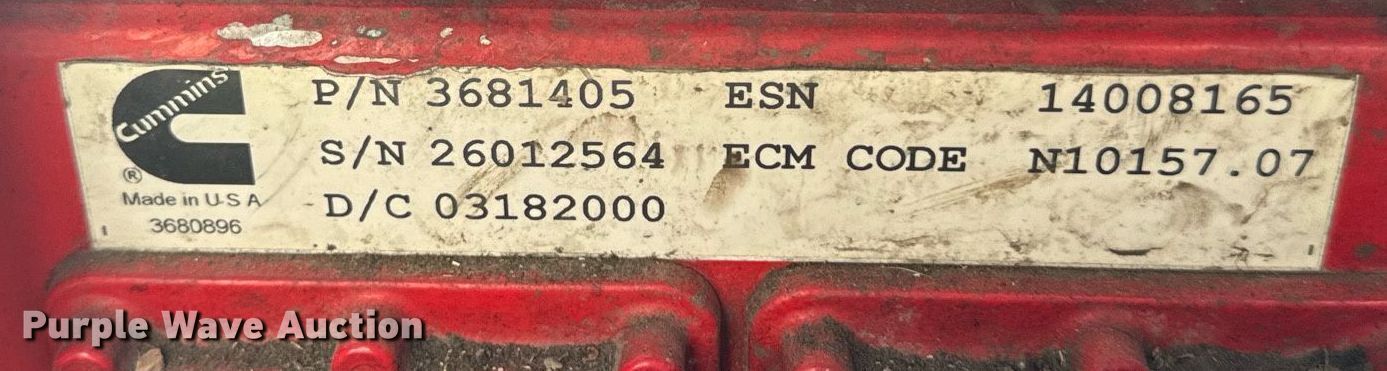 Cummins
®
Made in U S A
3680896
P/N 3681405 ESN 14008165
S/N 26012564 ECM CODE N10157.07
D/C 03182000
Purple Wave Auction